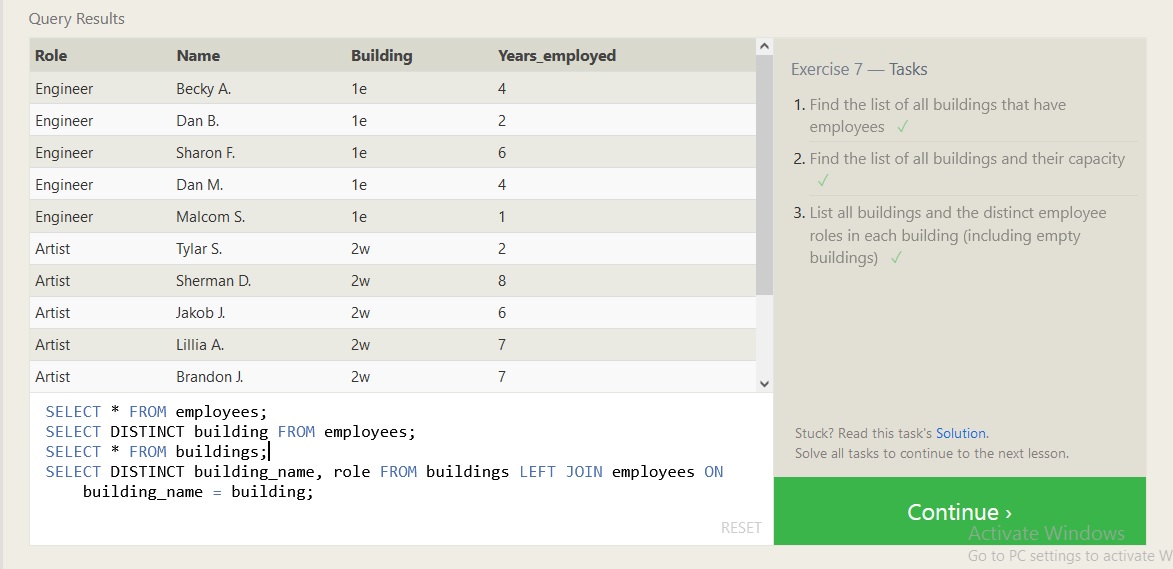 Query Results
Role Name Building Years_employed
Engineer Becky A. 1e 4
Engineer Dan B. 1e 2
Engineer Sharon F. 1e 6
Engineer Dan M. 1e 4
Engineer Malcom S. 1e 1
Artist Tylar S. 2w 2
Artist Sherman D. 2w 8
Artist Jakob J. 2w 6
Artist Lillia A. 2w 7
Artist Brandon J. 2w 7
SELECT * FROM employees;
SELECT DISTINCT building FROM employees;
SELECT * FROM buildings;
SELECT DISTINCT building_name, role FROM buildings LEFT JOIN employees ON
building_name = building;
RESET
Exercise 7 — Tasks
1. Find the list of all buildings that have
employees ✓
2. Find the list of all buildings and their capacity
✓
3. List all buildings and the distinct employee
roles in each building (including empty
buildings) ✓
Stuck? Read this task's Solution.
Solve all tasks to continue to the next lesson.
Continue ›
Activate Windows
Go to PC settings to activate W